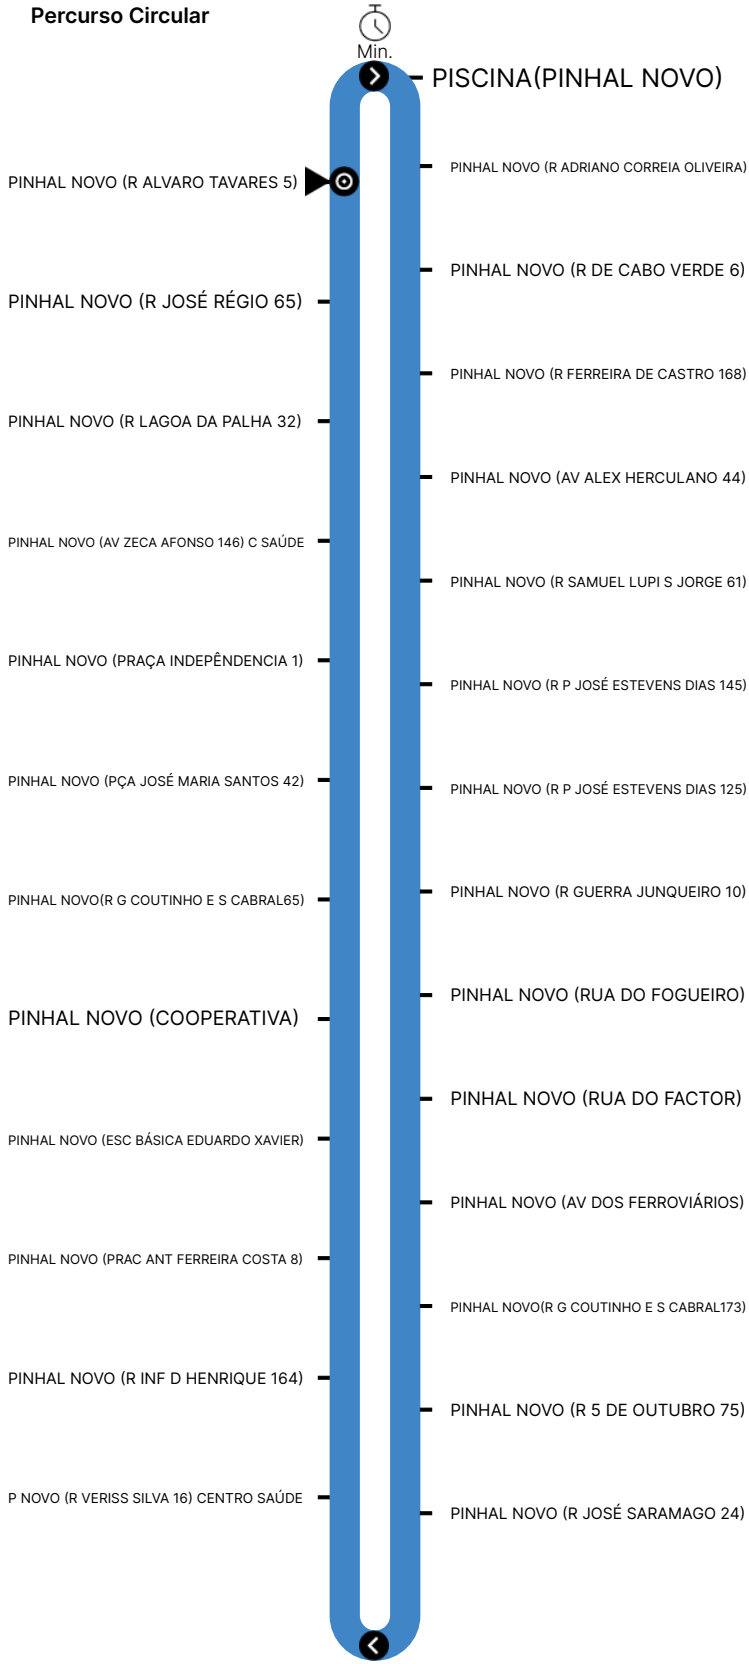 Percurso Circular
Min.
PISCINA(PINHAL NOVO)
PINHAL NOVO (R ADRIANO CORREIA OLIVEIRA)
PINHAL NOVO (R DE CABO VERDE 6)
PINHAL NOVO (R FERREIRA DE CASTRO 168)
PINHAL NOVO (AV ALEX HERCULANO 44)
PINHAL NOVO (R SAMUEL LUPI S JORGE 61)
PINHAL NOVO (R P JOSÉ ESTEVENS DIAS 145)
PINHAL NOVO (R P JOSÉ ESTEVENS DIAS 125)
PINHAL NOVO (R GUERRA JUNQUEIRO 10)
PINHAL NOVO (RUA DO FOGUEIRO)
PINHAL NOVO (RUA DO FACTOR)
PINHAL NOVO (AV DOS FERROVIÁRIOS)
PINHAL NOVO(R G COUTINHO E S CABRAL173)
PINHAL NOVO (R 5 DE OUTUBRO 75)
PINHAL NOVO (R JOSÉ SARAMAGO 24)
PINHAL NOVO (R ALVARO TAVARES 5)
PINHAL NOVO (R JOSÉ RÉGIO 65)
PINHAL NOVO (R LAGOA DA PALHA 32)
PINHAL NOVO (AV ZECA AFONSO 146) C SAÚDE
PINHAL NOVO (PRAÇA INDEPÊNDENCIA 1)
PINHAL NOVO (PÇA JOSÉ MARIA SANTOS 42)
PINHAL NOVO(R G COUTINHO E S CABRAL65)
PINHAL NOVO (COOPERATIVA)
PINHAL NOVO (ESC BÁSICA EDUARDO XAVIER)
PINHAL NOVO (PRAC ANT FERREIRA COSTA 8)
PINHAL NOVO (R INF D HENRIQUE 164)
P NOVO (R VERISS SILVA 16) CENTRO SAÚDE